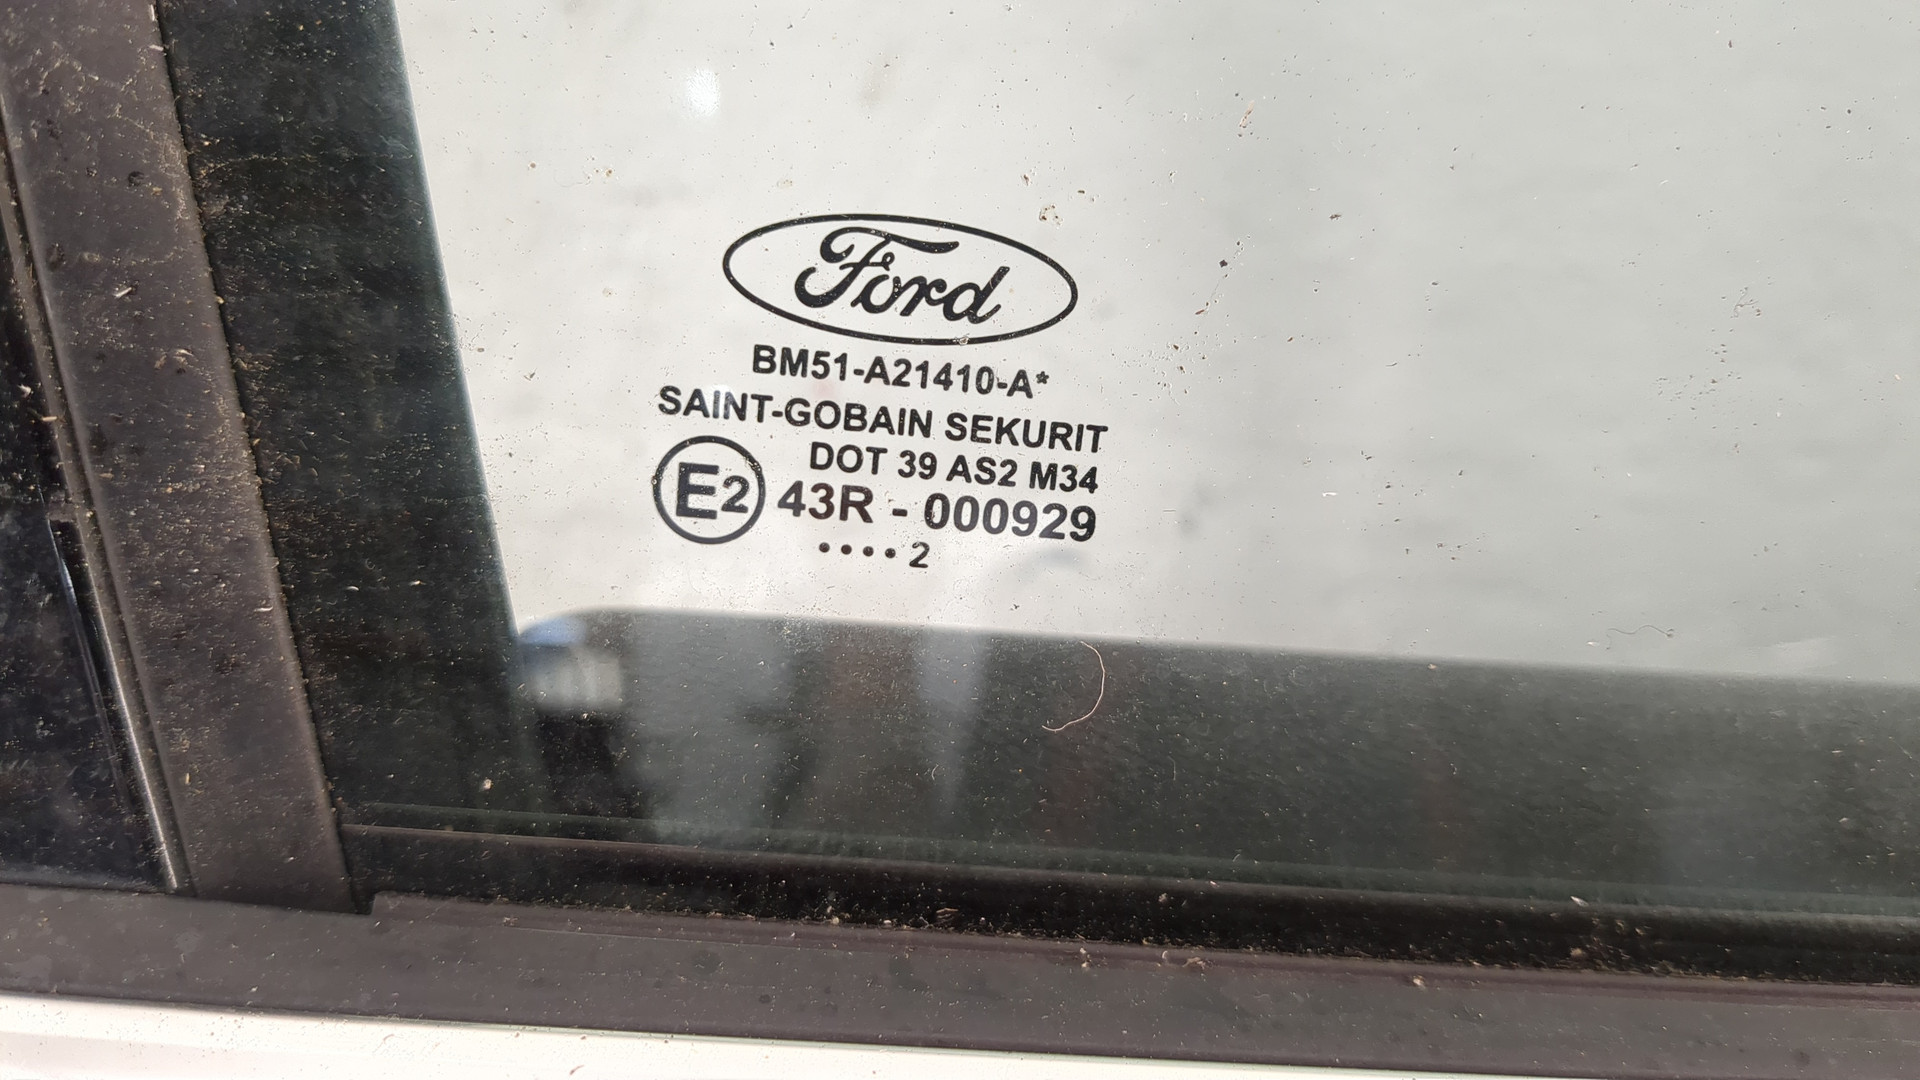 Ford
BM51-A21410-A*
SAINT-GOBAIN SEKURIT
DOT 39 AS2 M34
E2 43R - 000929
•••• 2